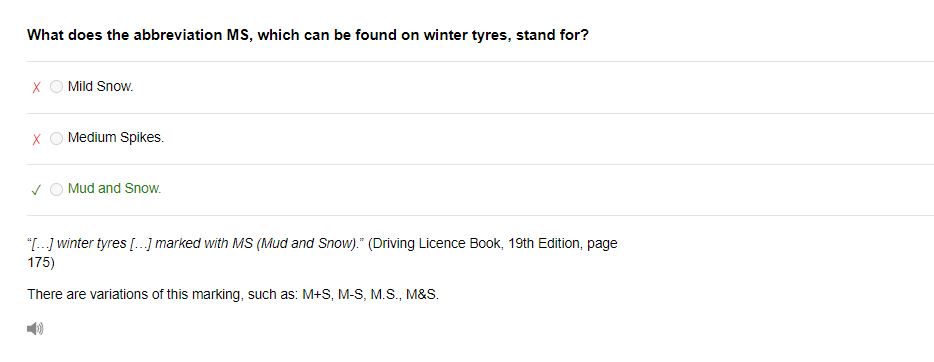 What does the abbreviation MS, which can be found on winter tyres, stand for?
X Mild Snow.
X Medium Spikes.
✓ Mud and Snow.
"[…] winter tyres […] marked with MS (Mud and Snow)." (Driving Licence Book, 19th Edition, page
175)
There are variations of this marking, such as: M+S, M-S, M.S., M&S.